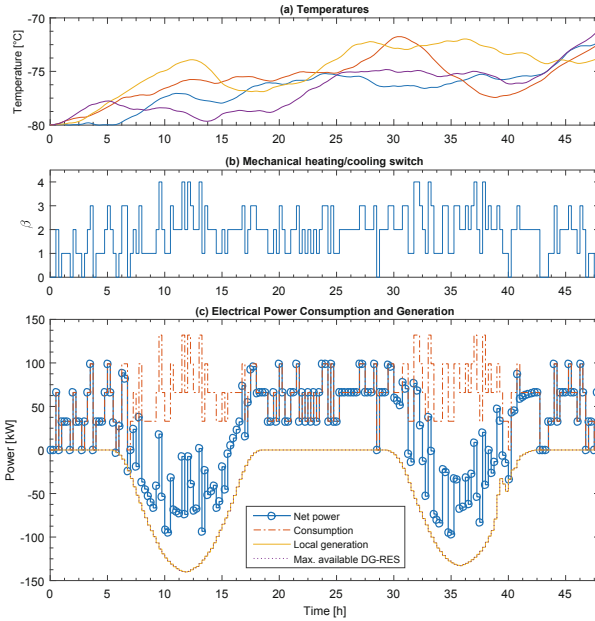 (a) Temperatures
Temperature [°C]
-70
-75
-80
0 5 10 15 20 25 30 35 40 45
(b) Mechanical heating/cooling switch
β
4
3
2
1
0
0 5 10 15 20 25 30 35 40 45
(c) Electrical Power Consumption and Generation
Power [kW]
150
100
50
0
-50
-100
-150
Net power
Consumption
Local generation
Max. available DG-RES
0 5 10 15 20 25 30 35 40 45
Time [h]